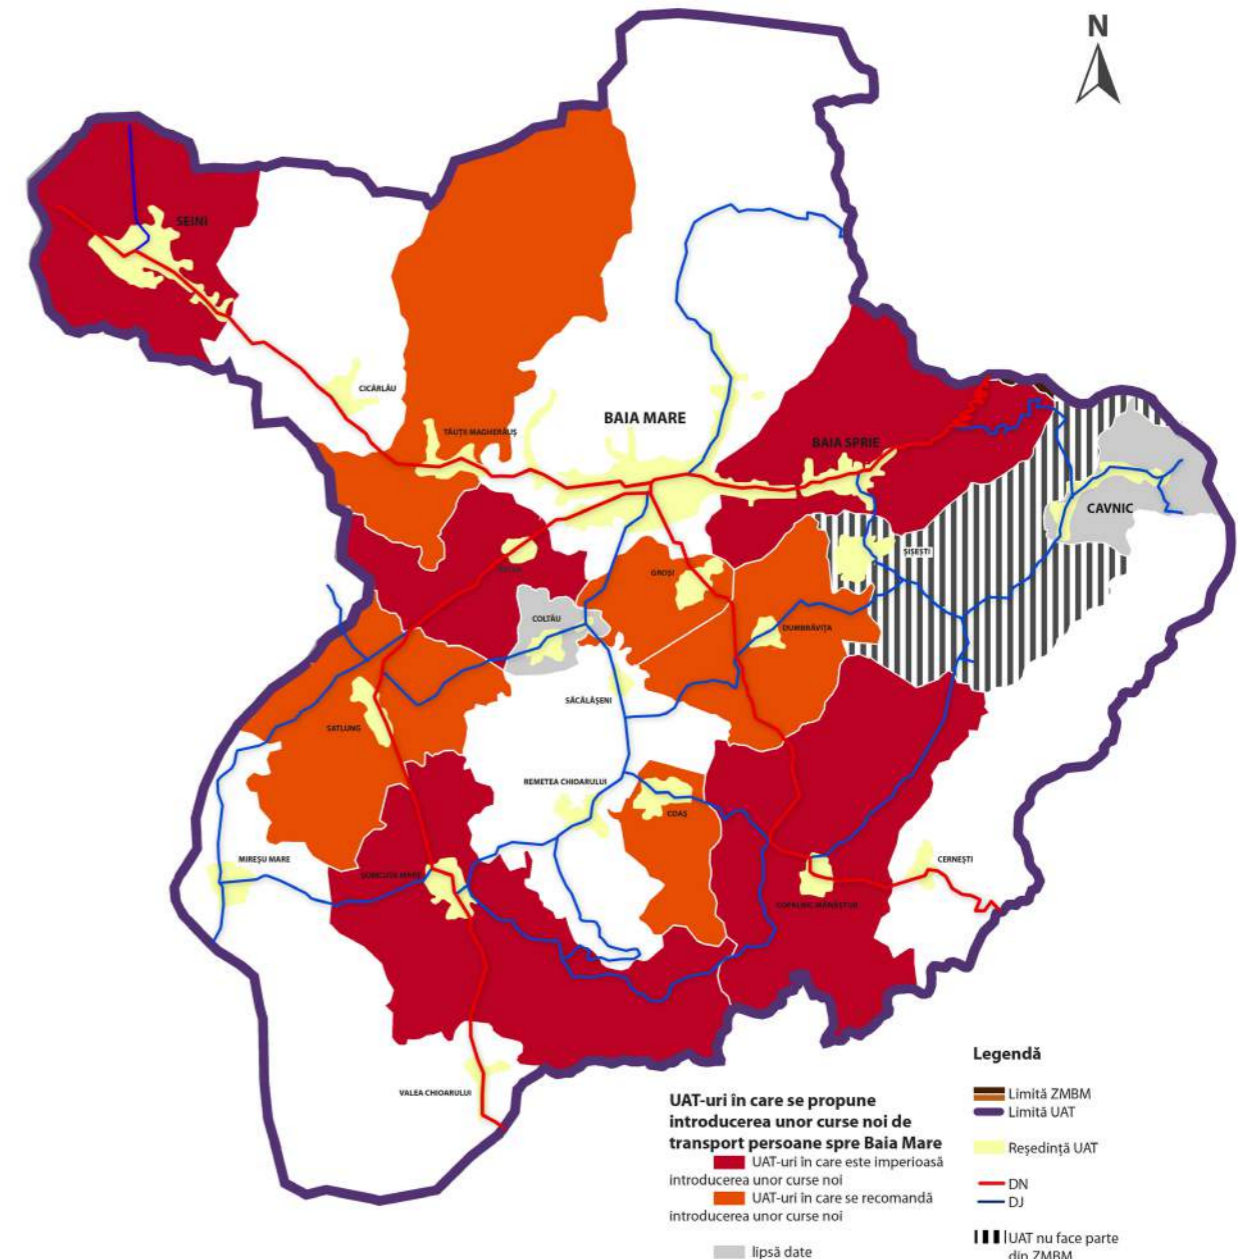 N
SEINI
CICÂRLĂU
TĂUȚII MAGHERĂUȘ
BAIA MARE
BAIA SPRIE
CAVNIC
ȘIȘEȘTI
GROȘI
COLTĂU
DUMBRĂVIȚA
SĂCĂLĂȘENI
SATLUNG
REMETEA CHIOARULUI
COAȘ
MIREȘU MARE
CERNEȘTI
COPALNIC MĂNĂȘTUR
VALEA CHIOARULUI
Legendă
Limită ZMBM
Limită UAT
Reședință UAT
DN
DJ
UAT nu face parte
din ZMBM
UAT-uri în care se propune
introducerea unor curse noi de
transport persoane spre Baia Mare
UAT-uri în care este imperioasă
introducerea unor curse noi
UAT-uri în care se recomandă
introducerea unor curse noi
lipsă date